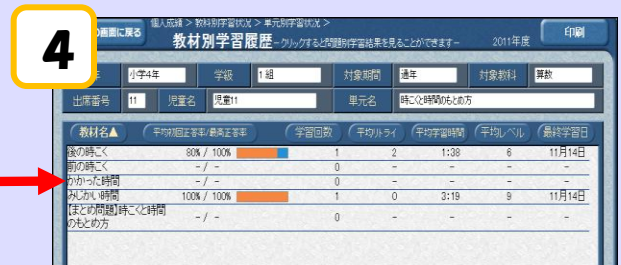 4
画面に戻る
個人成績 > 教科別学習状況 > 単元別学習状況 >
教材別学習履歴 -クリックすると問題別学習結果を見ることができます-
2011年度
印刷
小学4年 学級 1組 対象期間 通年 対象教科 算数
出席番号 11 児童名 児童11 単元名 時こくと時間のもとめ方
教材名▲ 平均初回正答率/最高正答率 学習回数 平均リトライ 平均学習時間 平均レベル 最終学習日
後の時こく 80% / 100% 1 2 1:38 6 11月14日
前の時こく - / - 0 - - - -
かかった時間 - / - 0 - - - -
みじかい時間 100% / 100% 1 0 3:19 9 11月14日
【まとめ問題】時こくと時間
のもとめ方 - / - 0 - - - -